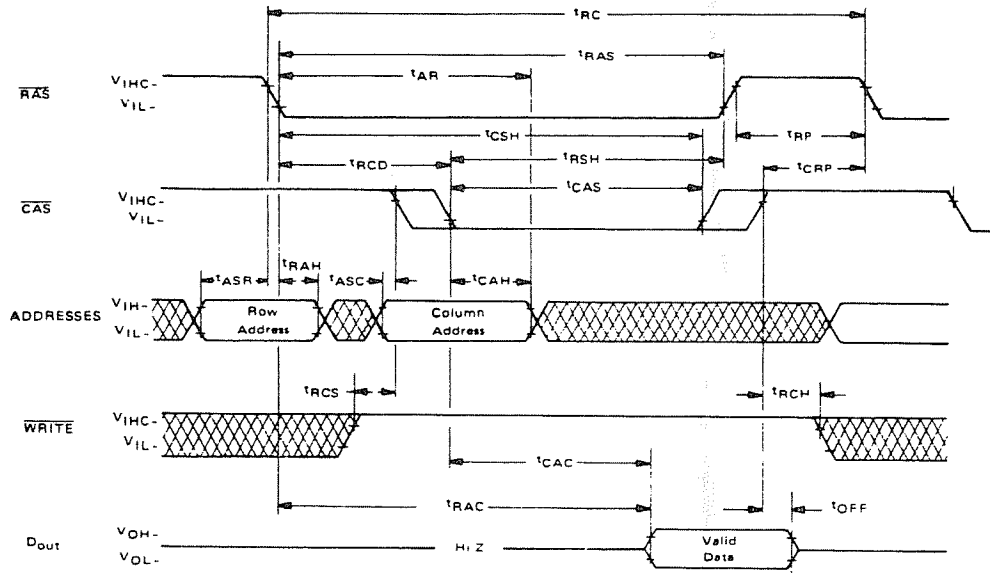 tRC
tRAS
tAR
RAS
VIHC-
VIL-
tCSH
tRP
tRCD
tRSH
tCRP
tCAS
CAS
VIHC-
VIL-
tASR
tRAH
tASC
tCAH
ADDRESSES
VIH-
VIL-
Row
Address
Column
Address
tRCS
tRCH
WRITE
VIHC-
VIL-
tCAC
tRAC
tOFF
Dout
VOH-
VOL-
Hi Z
Valid
Data